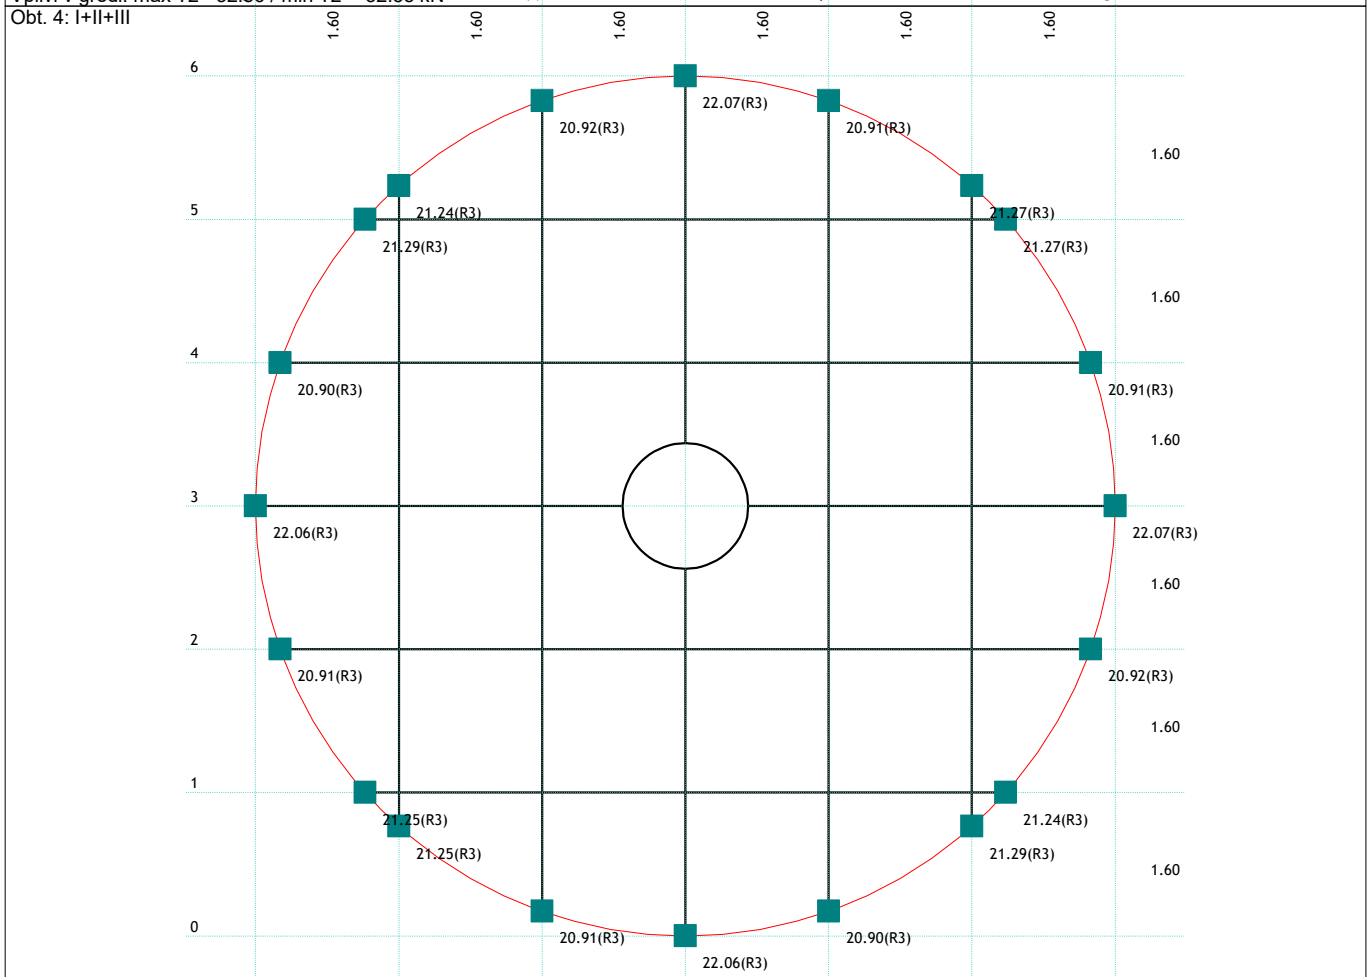 Obt. 4: I+II+III
1.60
1.60
1.60
1.60
1.60
1.60
6
22.07(R3)
20.92(R3)
20.91(R3)
1.60
5
21.24(R3)
21.27(R3)
21.29(R3)
21.27(R3)
1.60
4
20.90(R3)
20.91(R3)
1.60
3
22.06(R3)
22.07(R3)
1.60
2
20.91(R3)
20.92(R3)
1.60
1
21.25(R3)
21.24(R3)
21.25(R3)
21.29(R3)
1.60
0
20.91(R3)
20.90(R3)
22.06(R3)